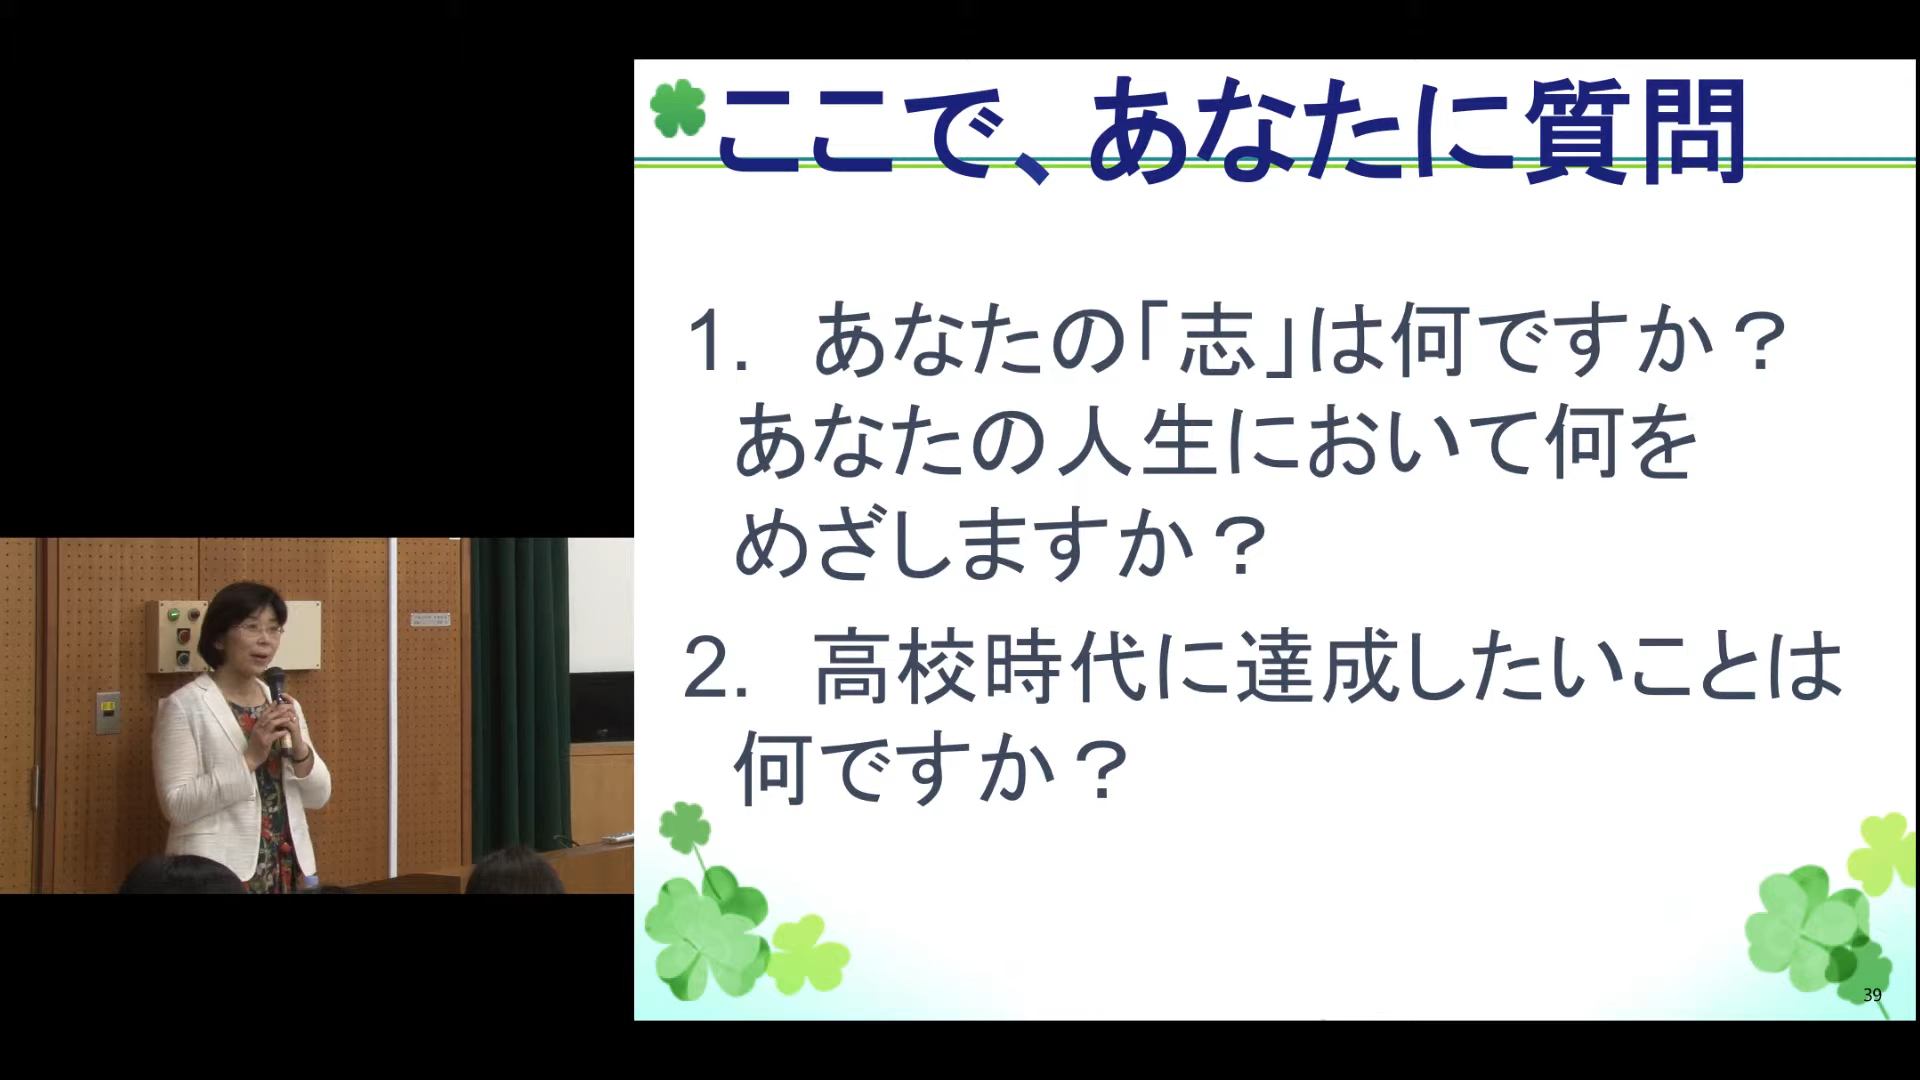 ここで、あなたに質問
1. あなたの「志」は何ですか？
あなたの人生において何を
めざしますか？
2. 高校時代に達成したいことは
何ですか？
39